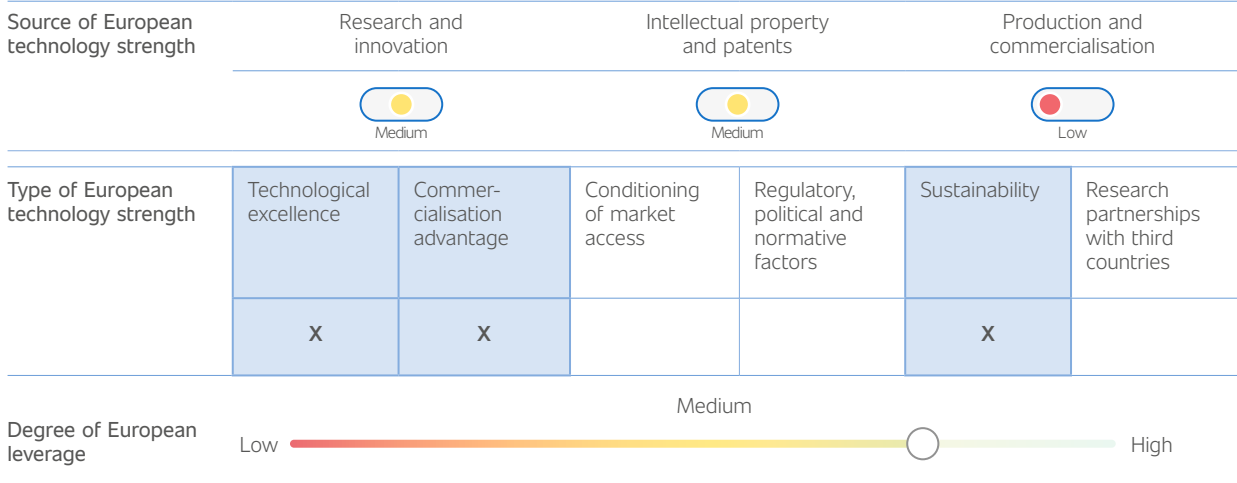 Source of European
technology strength
Research and
innovation
Intellectual property
and patents
Production and
commercialisation
Medium
Medium
Low
Type of European
technology strength
Technological
excellence
Commer-
cialisation
advantage
Conditioning
of market
access
Regulatory,
political and
normative
factors
Sustainability
Research
partnerships
with third
countries
X
X
X
Degree of European
leverage
Low
Medium
High